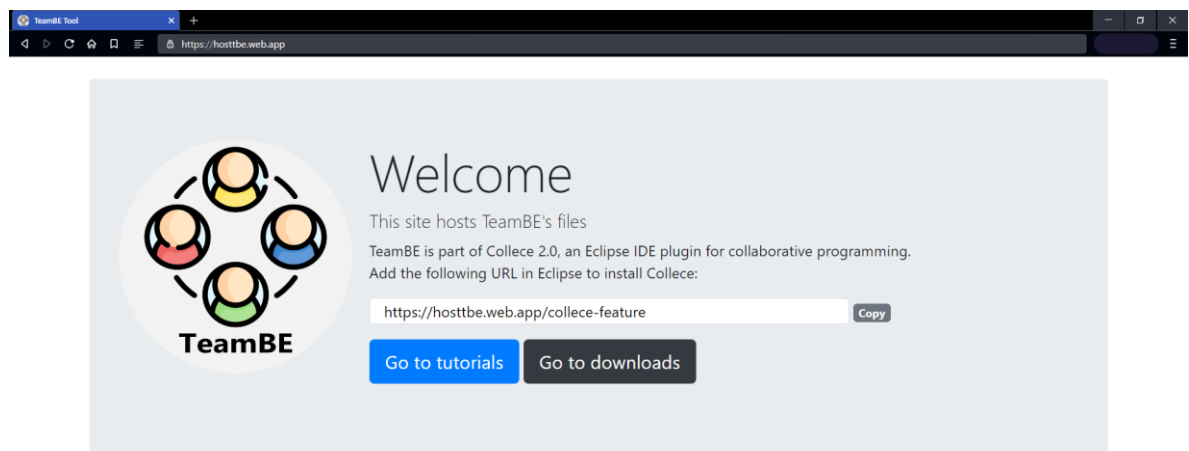 TeamBE Tool
https://hosttbe.web.app
Welcome
This site hosts TeamBE's files
TeamBE is part of Collece 2.0, an Eclipse IDE plugin for collaborative programming.
Add the following URL in Eclipse to install Collece:
https://hosttbe.web.app/collece-feature
Copy
TeamBE
Go to tutorials
Go to downloads